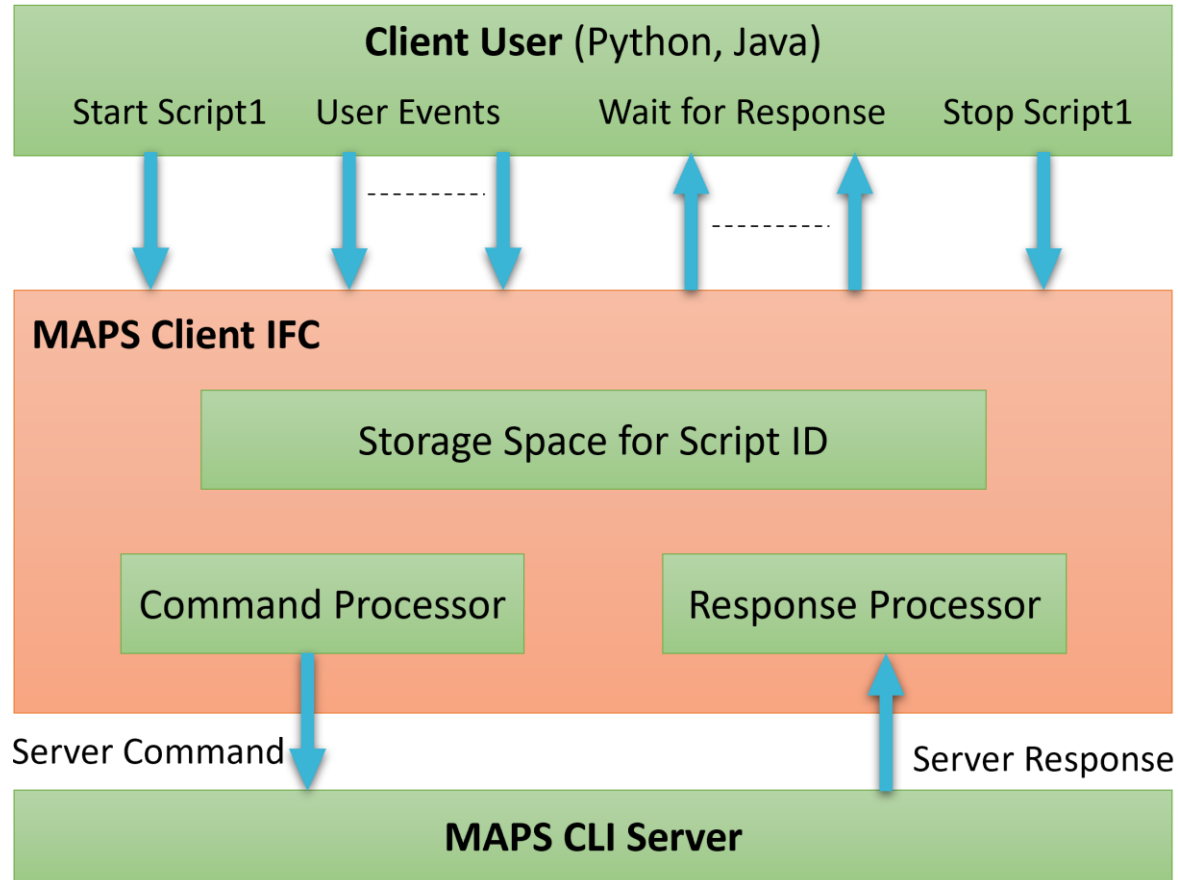 Client User (Python, Java)
Start Script1 User Events Wait for Response Stop Script1
MAPS Client IFC
Storage Space for Script ID
Command Processor Response Processor
Server Command Server Response
MAPS CLI Server